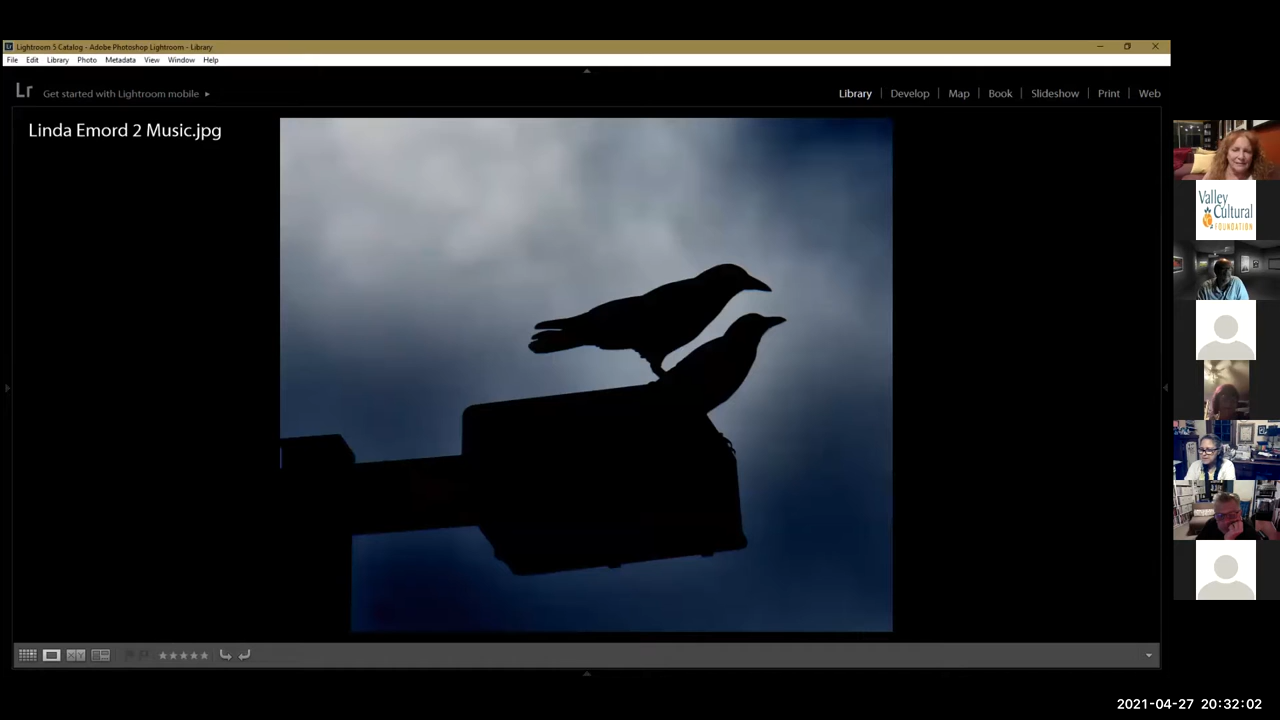 Lightroom 5 Catalog - Adobe Photoshop Lightroom - Library
File Edit Library Photo Metadata View Window Help
Lr Get started with Lightroom mobile ▸
Library | Develop | Map | Book | Slideshow | Print | Web
Linda Emord 2 Music.jpg
Valley
Cultural
FOUNDATION
2021-04-27 20:32:02